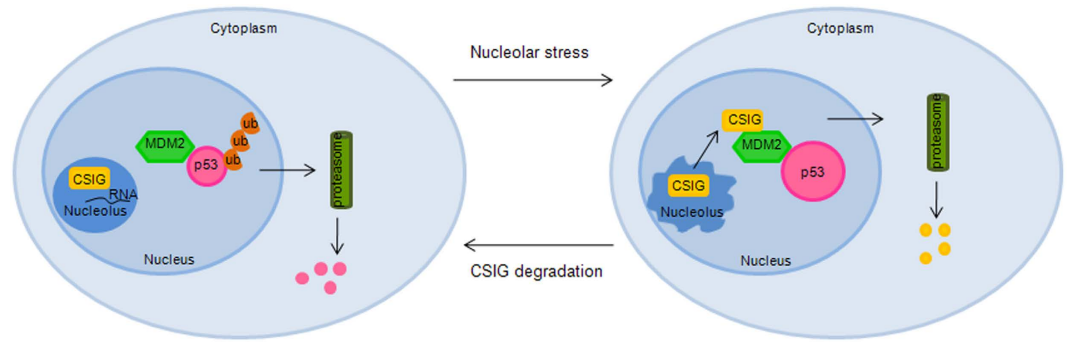 Cytoplasm
MDM2
p53
ub
ub
ub
CSIG
RNA
Nucleolus
Nucleus
proteasome
Nucleolar stress
CSIG degradation
Cytoplasm
CSIG
MDM2
p53
CSIG
Nucleolus
Nucleus
proteasome